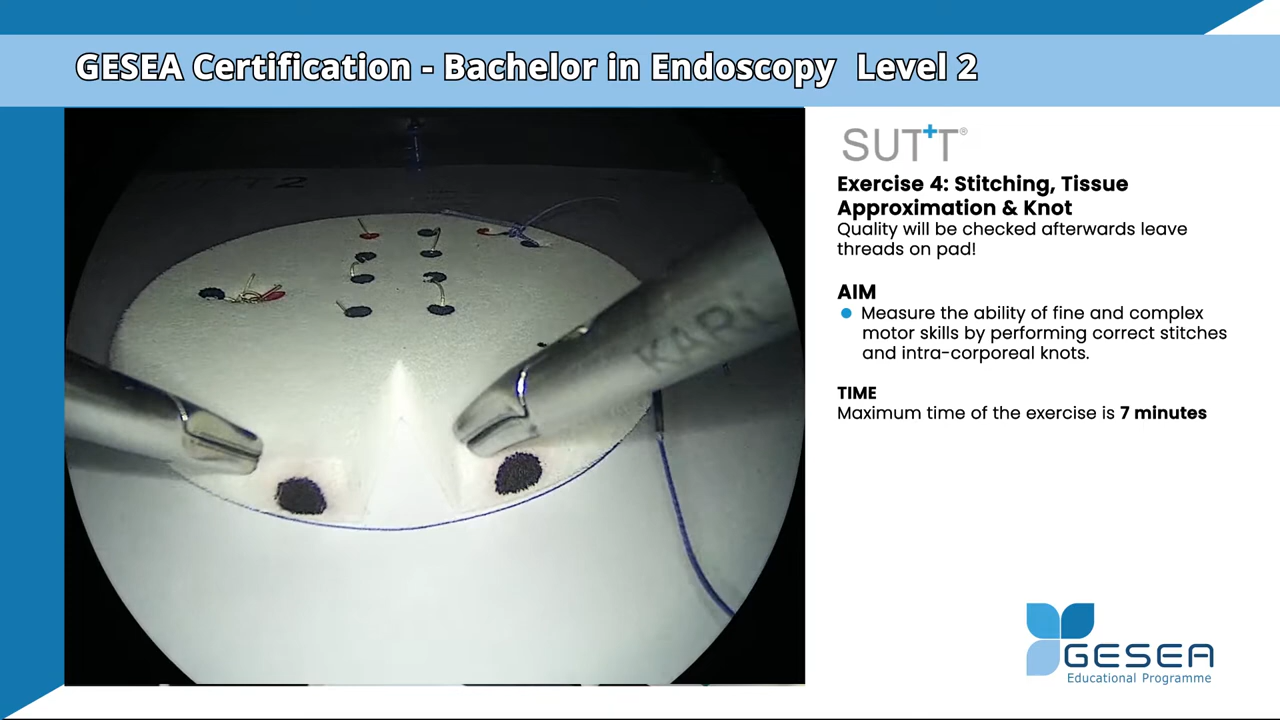 GESEA Certification - Bachelor in Endoscopy Level 2
SUTT®
Exercise 4: Stitching, Tissue
Approximation & Knot
Quality will be checked afterwards leave
threads on pad!
AIM
Measure the ability of fine and complex
motor skills by performing correct stitches
and intra-corporeal knots.
TIME
Maximum time of the exercise is 7 minutes
KARL
GESEA
Educational Programme